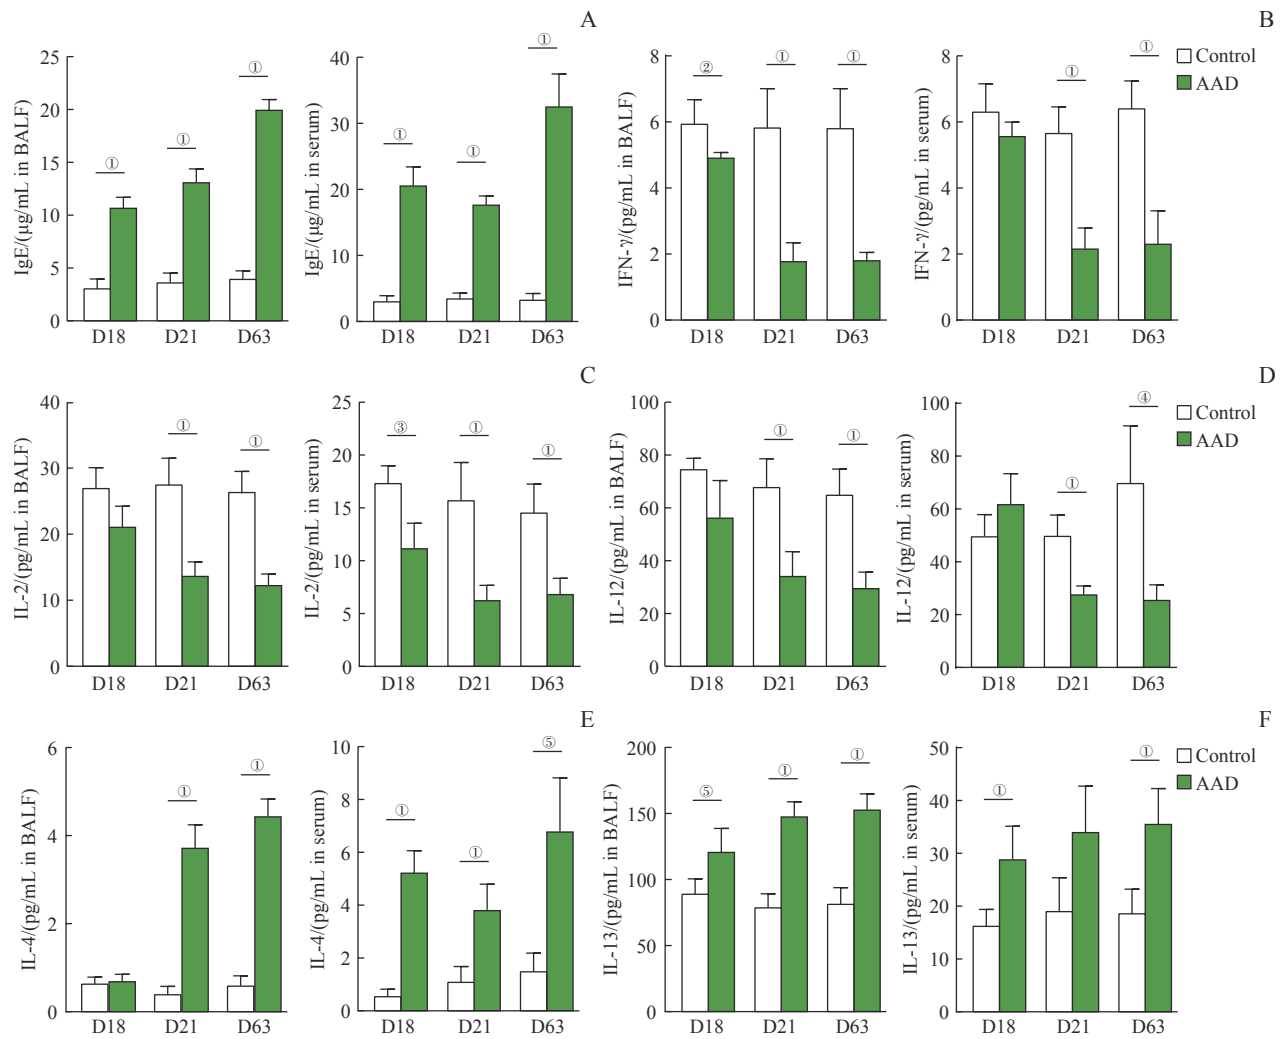 A
B
IgE/(μg/mL in BALF)
25
20
15
10
5
0
①
①
①
D18
D21
D63
IgE/(μg/mL in serum)
40
30
20
10
0
①
①
①
D18
D21
D63
IFN-γ/(pg/mL in BALF)
8
6
4
2
0
②
①
①
D18
D21
D63
IFN-γ/(pg/mL in serum)
8
6
4
2
0
①
①
D18
D21
D63
Control
AAD
C
D
IL-2/(pg/mL in BALF)
40
30
20
10
0
①
①
D18
D21
D63
IL-2/(pg/mL in serum)
25
20
15
10
5
0
③
①
①
D18
D21
D63
IL-12/(pg/mL in BALF)
100
80
60
40
20
0
①
①
D18
D21
D63
IL-12/(pg/mL in serum)
100
80
60
40
20
0
①
④
D18
D21
D63
Control
AAD
E
F
IL-4/(pg/mL in BALF)
6
4
2
0
①
①
D18
D21
D63
IL-4/(pg/mL in serum)
10
8
6
4
2
0
①
①
⑤
D18
D21
D63
IL-13/(pg/mL in BALF)
200
150
100
50
0
⑤
①
①
D18
D21
D63
IL-13/(pg/mL in serum)
50
40
30
20
10
0
①
①
D18
D21
D63
Control
AAD